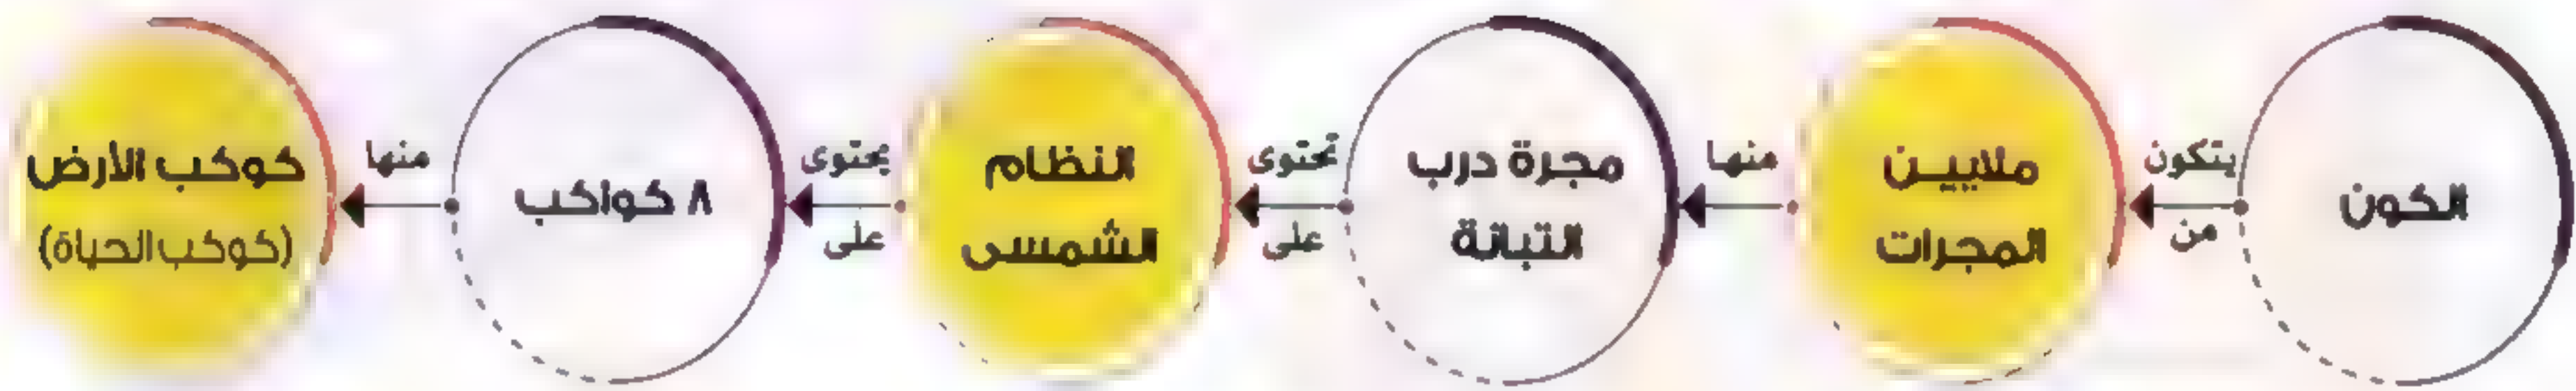 الكون
يتكون
من
ملايين
المجرات
منها
مجرة درب
التبانة
تحتوى
على
النظام
الشمسى
يحتوى
على
٨ كواكب
منها
كوكب الأرض
(كوكب الحياة)